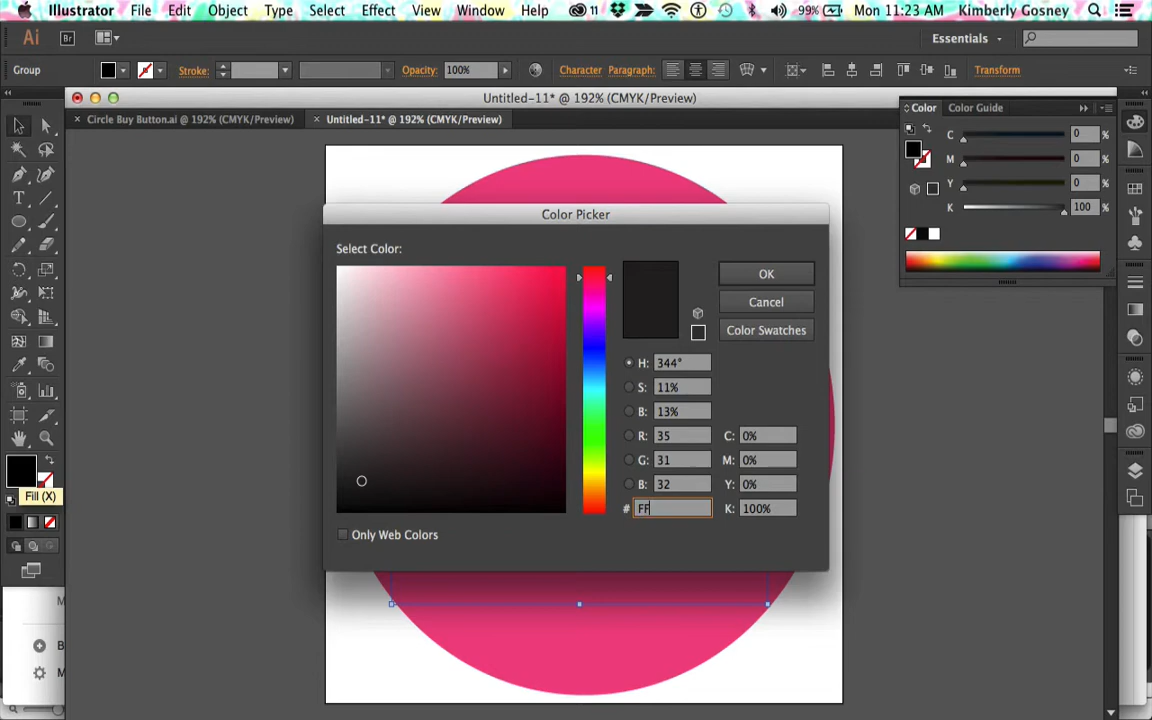 Illustrator File Edit Object Type Select Effect View Window Help 11 99% Mon 11:23 AM Kimberly Gosney
Ai Br Essentials
Group Stroke: Opacity: 100% Character Paragraph: Transform
Untitled-11* @ 192% (CMYK/Preview)
× Circle Buy Button.ai @ 192% (CMYK/Preview) × Untitled-11* @ 192% (CMYK/Preview)
Color Color Guide
C 0 %
M 0 %
Y 0 %
K 100 %
Color Picker
Select Color:
OK
Cancel
Color Swatches
H: 344°
S: 11%
B: 13%
R: 35 C: 0%
G: 31 M: 0%
B: 32 Y: 0%
# FF K: 100%
Only Web Colors
T
Fill (X)
M
B
M